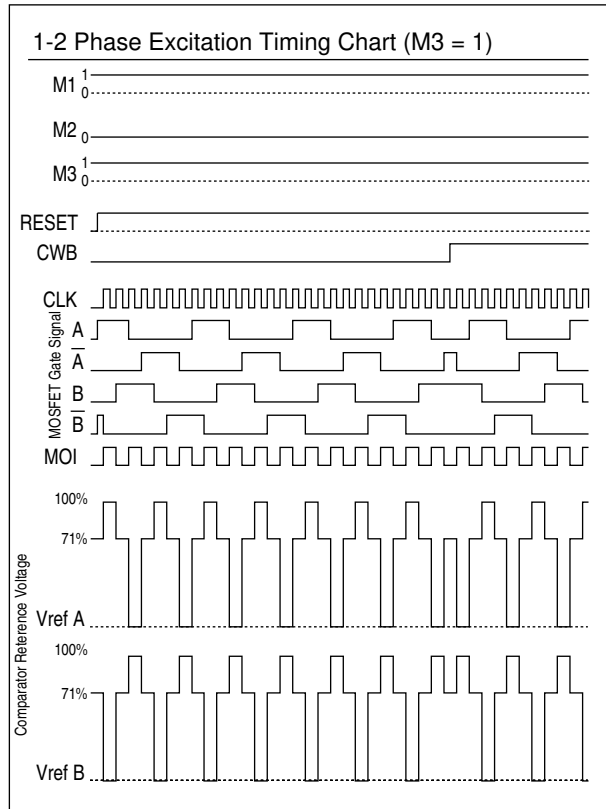 1-2 Phase Excitation Timing Chart (M3 = 1)
M1 1
0
M2 0
M3 1
0
RESET
CWB
CLK
MOSFET Gate Signal
A
A̅
B
B̅
MOI
Comparator Reterence Voltage
100%
71%
Vref A
100%
71%
Vref B